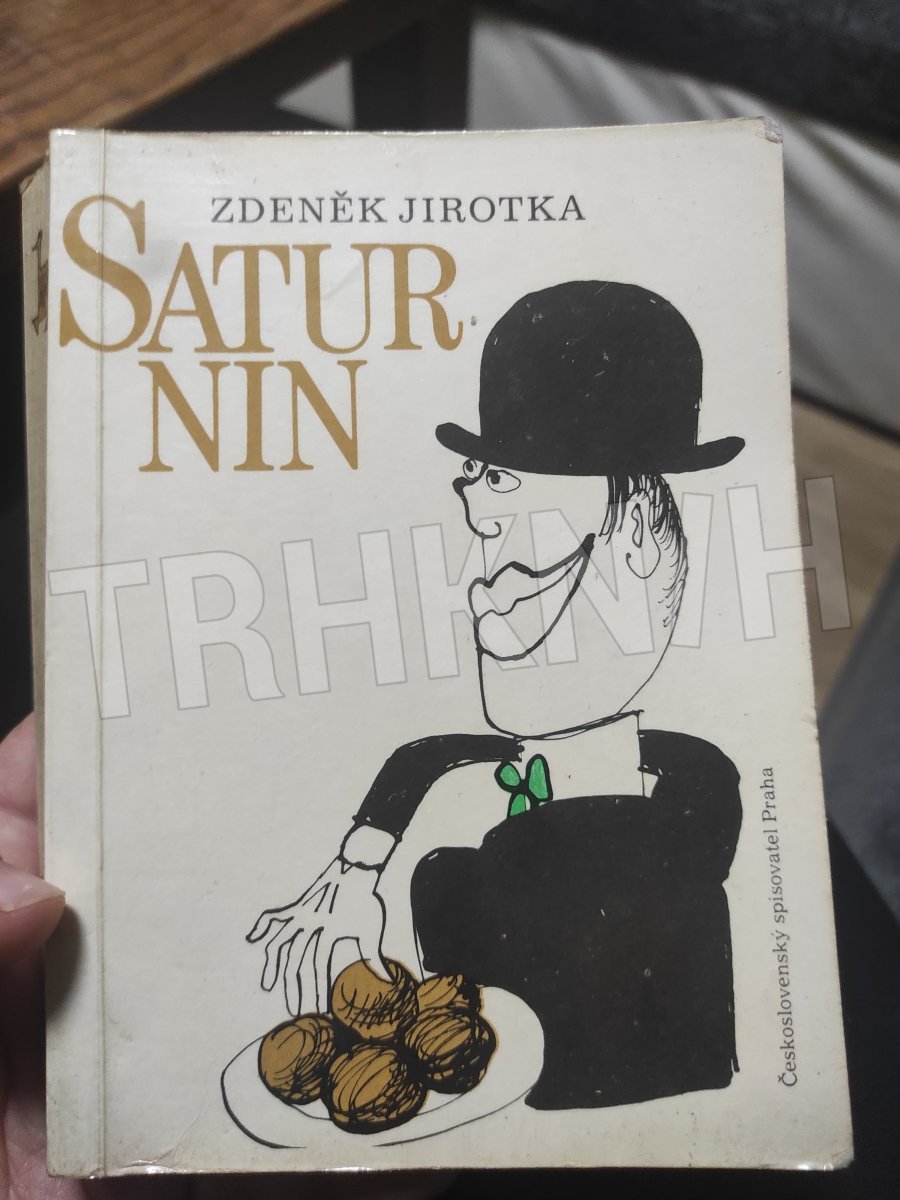 ZDENĚK JIROTKA
SATUR
NIN
TRHKNIH
Československý spisovatel Praha